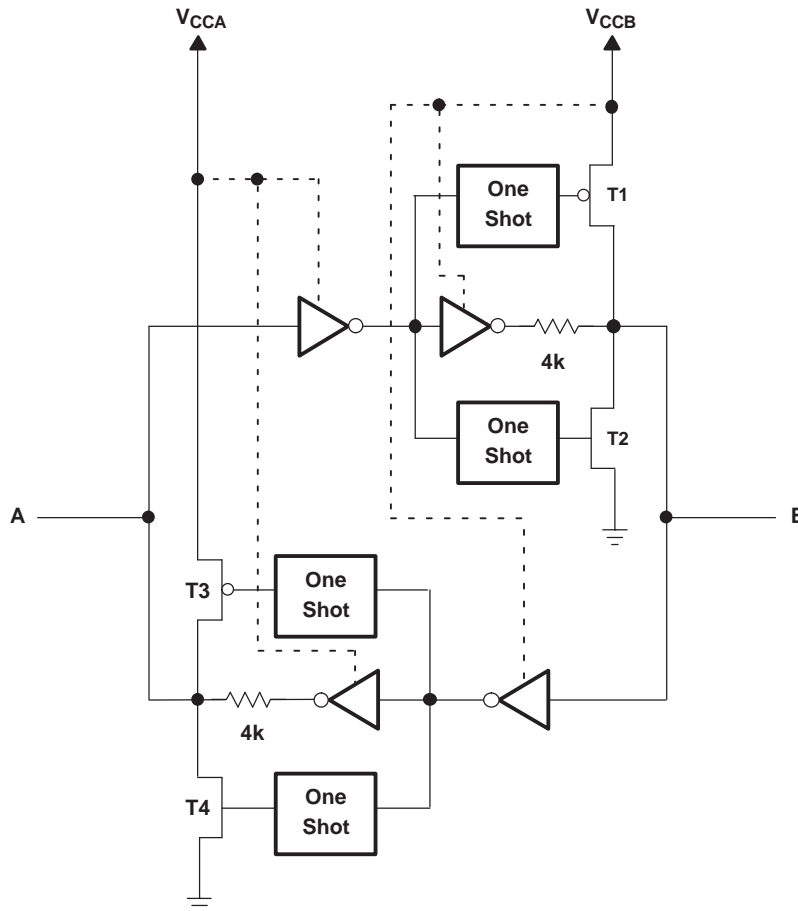 VCCA
VCCB
One
Shot
T1
4k
One
Shot
T2
A
B
T3
One
Shot
4k
T4
One
Shot